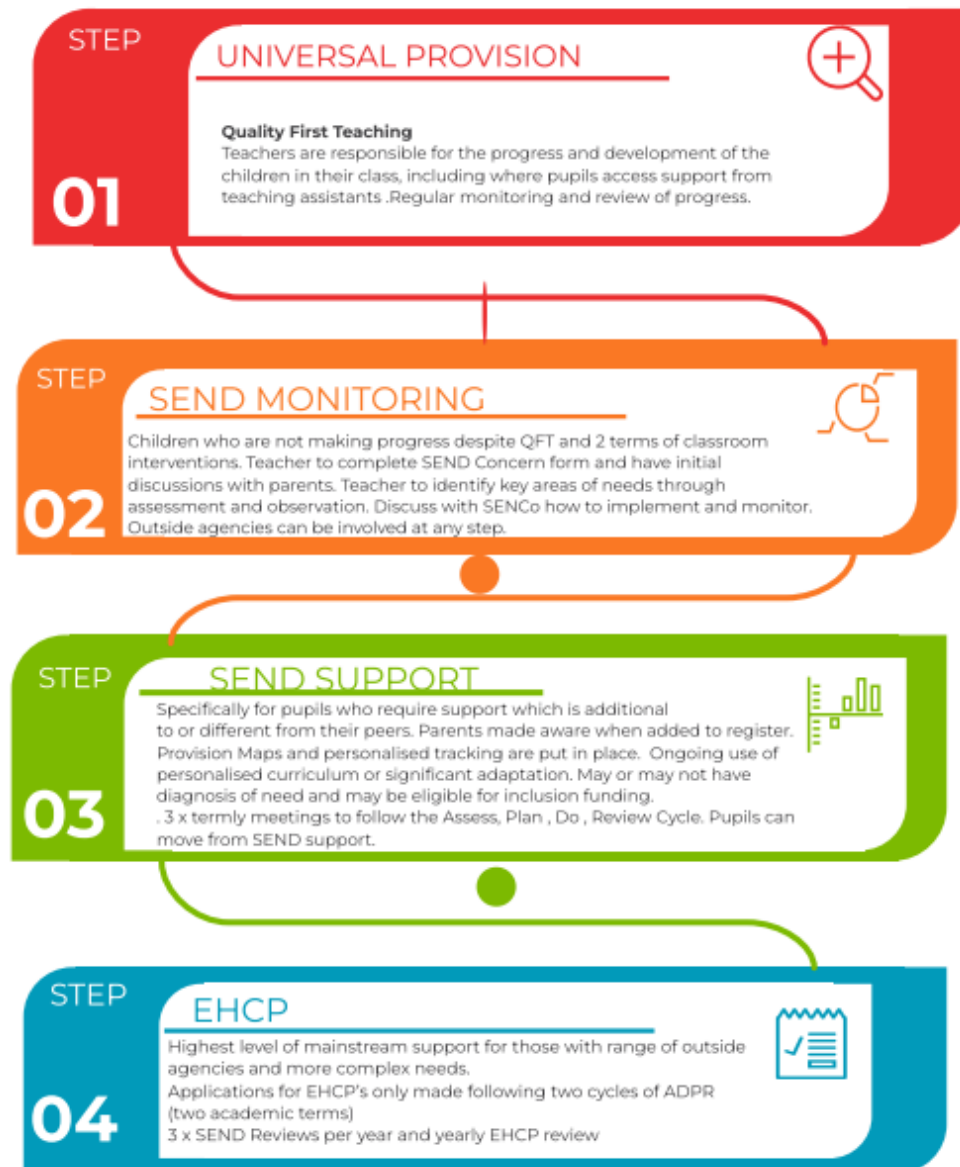 STEP
UNIVERSAL PROVISION
Quality First Teaching
Teachers are responsible for the progress and development of the
children in their class, including where pupils access support from
teaching assistants .Regular monitoring and review of progress.
01
STEP
SEND MONITORING
Children who are not making progress despite QFT and 2 terms of classroom
interventions. Teacher to complete SEND Concern form and have initial
discussions with parents. Teacher to identify key areas of needs through
assessment and observation. Discuss with SENCo how to implement and monitor.
Outside agencies can be involved at any step.
02
STEP
SEND SUPPORT
Specifically for pupils who require support which is additional
to or different from their peers. Parents made aware when added to register.
Provision Maps and personalised tracking are put in place. Ongoing use of
personalised curriculum or significant adaptation. May or may not have
diagnosis of need and may be eligible for inclusion funding.
. 3 x termly meetings to follow the Assess, Plan , Do , Review Cycle. Pupils can
move from SEND support.
03
STEP
EHCP
Highest level of mainstream support for those with range of outside
agencies and more complex needs.
Applications for EHCP's only made following two cycles of ADPR
(two academic terms)
3 x SEND Reviews per year and yearly EHCP review
04